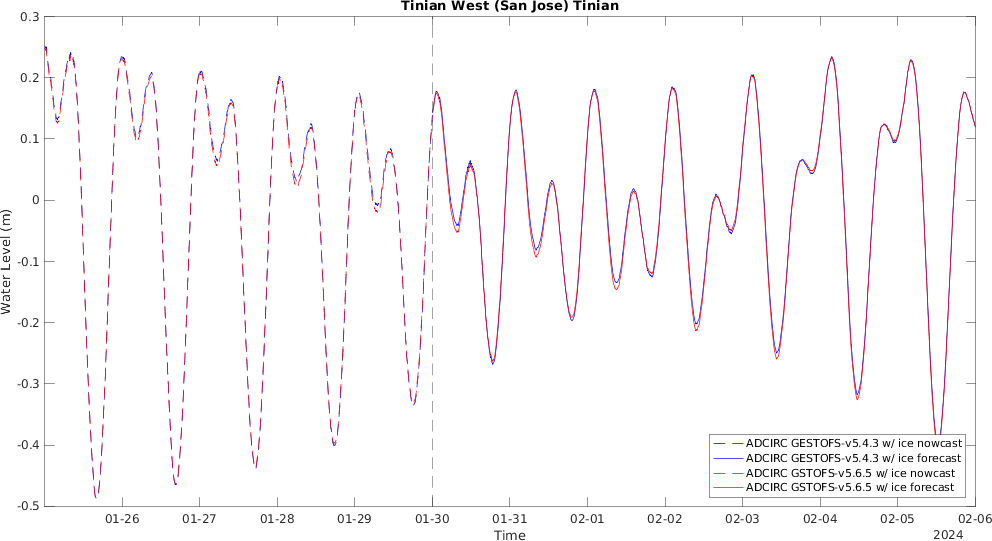 Tinian West (San Jose) Tinian
0.3
0.2
0.1
0
-0.1
-0.2
-0.3
-0.4
-0.5
Water Level (m)
ADCIRC GESTOFS-v5.4.3 w/ ice nowcast
ADCIRC GESTOFS-v5.4.3 w/ ice forecast
ADCIRC GSTOFS-v5.6.5 w/ ice nowcast
ADCIRC GSTOFS-v5.6.5 w/ ice forecast
01-26 01-27 01-28 01-29 01-30 01-31 02-01 02-02 02-03 02-04 02-05 02-06
Time 2024